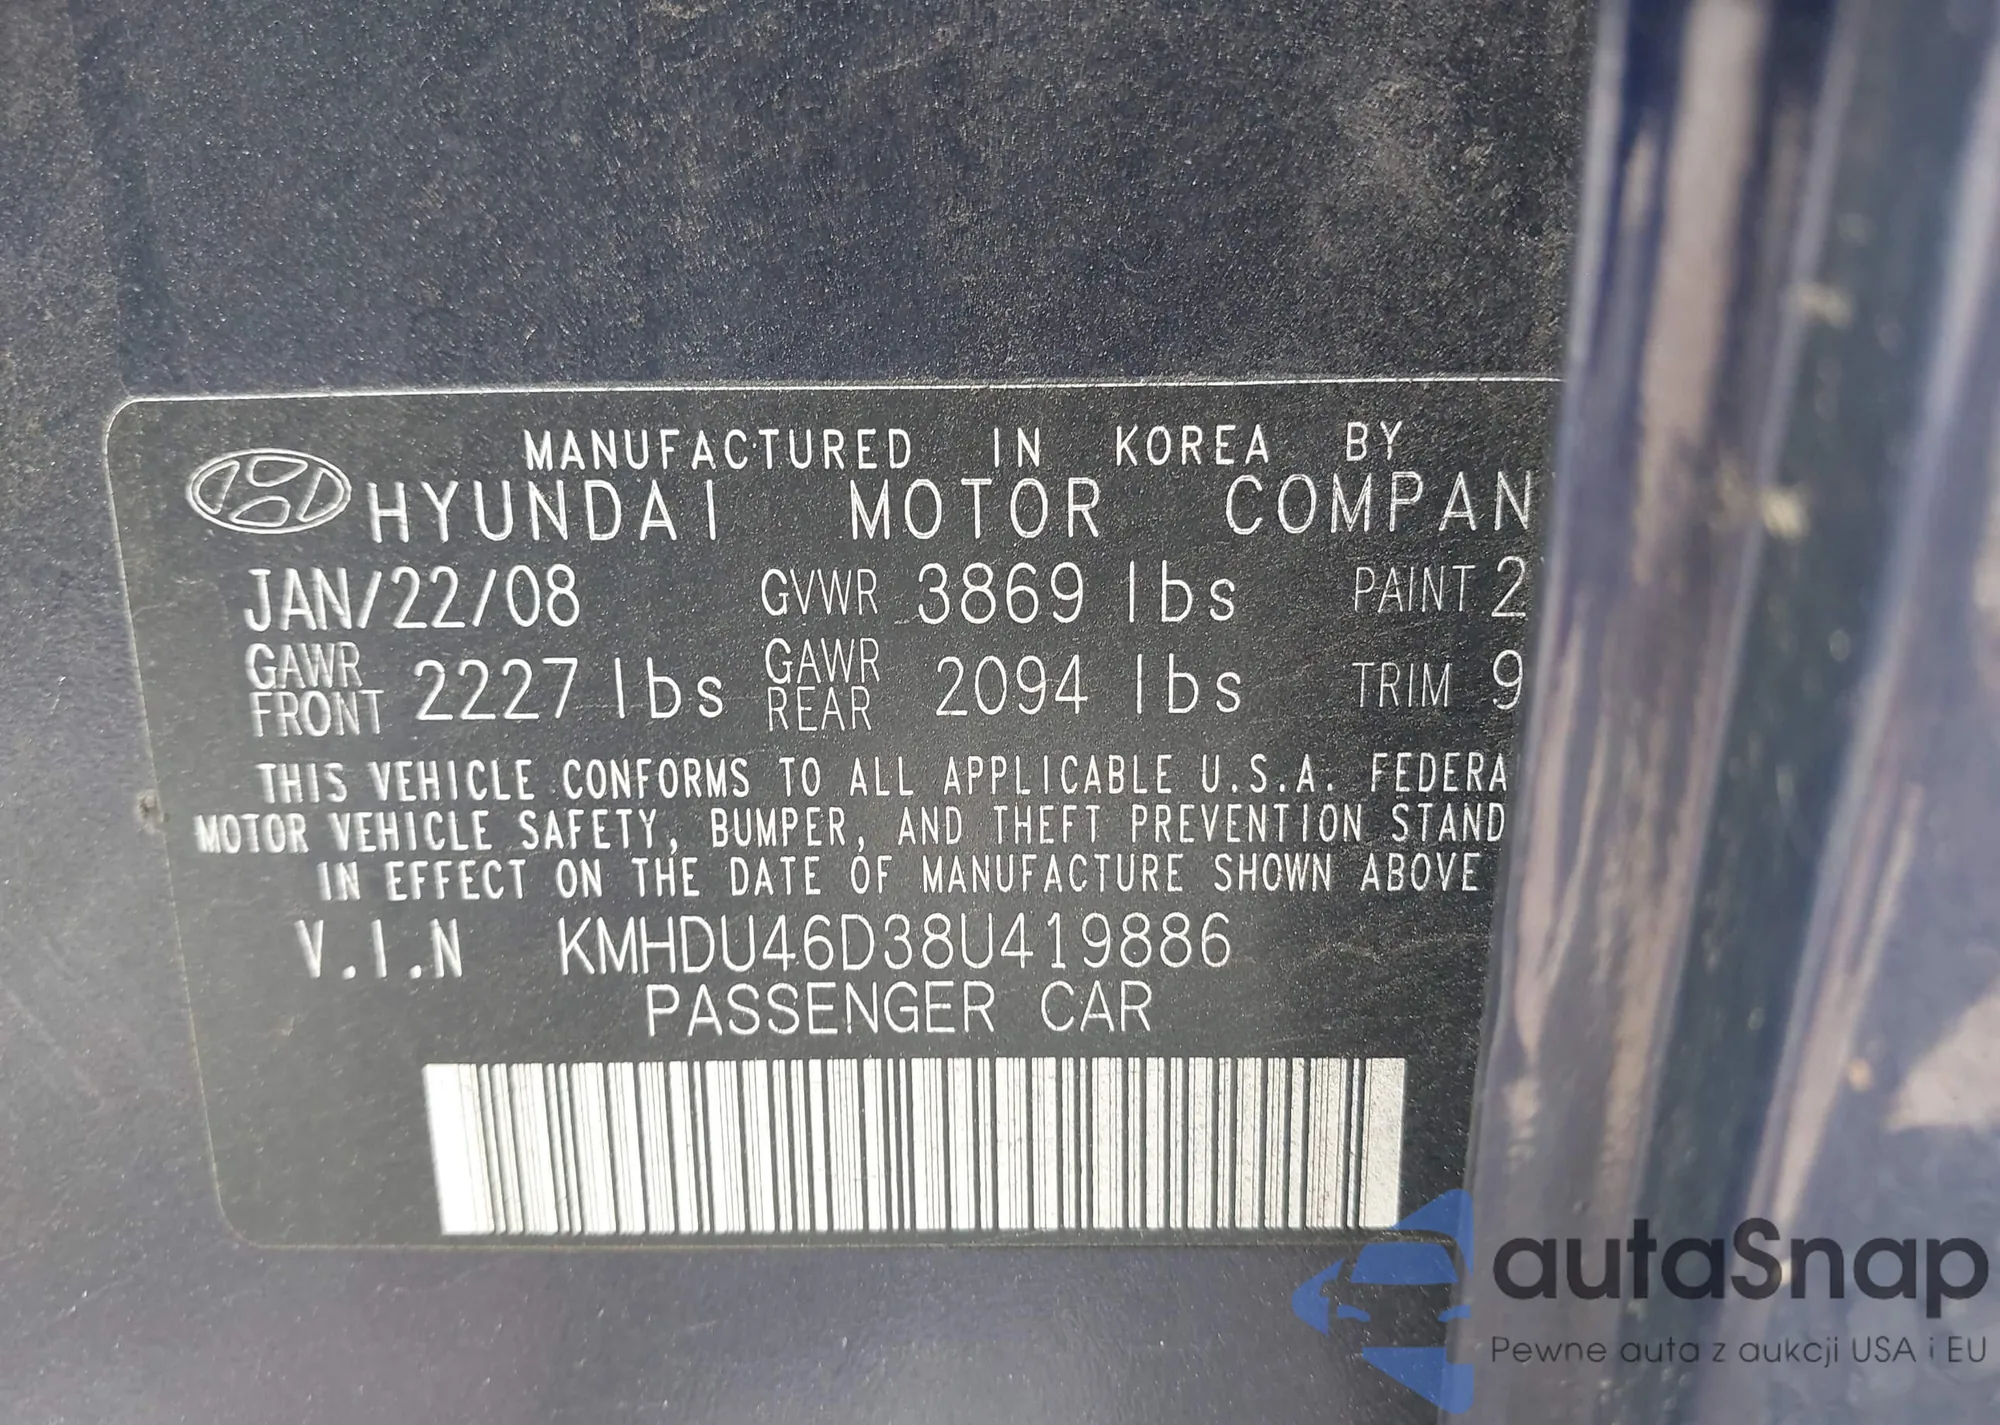 MANUFACTURED IN KOREA BY
HYUNDAI MOTOR COMPAN
JAN/22/08 GVWR 3869 lbs PAINT 2
GAWR FRONT 2227 lbs GAWR REAR 2094 lbs TRIM 9
THIS VEHICLE CONFORMS TO ALL APPLICABLE U.S.A. FEDERA
MOTOR VEHICLE SAFETY, BUMPER, AND THEFT PREVENTION STAND
IN EFFECT ON THE DATE OF MANUFACTURE SHOWN ABOVE
V.I.N KMHDU46D38U419886
PASSENGER CAR
autaSnap
Pewne auta z aukcji USA i EU